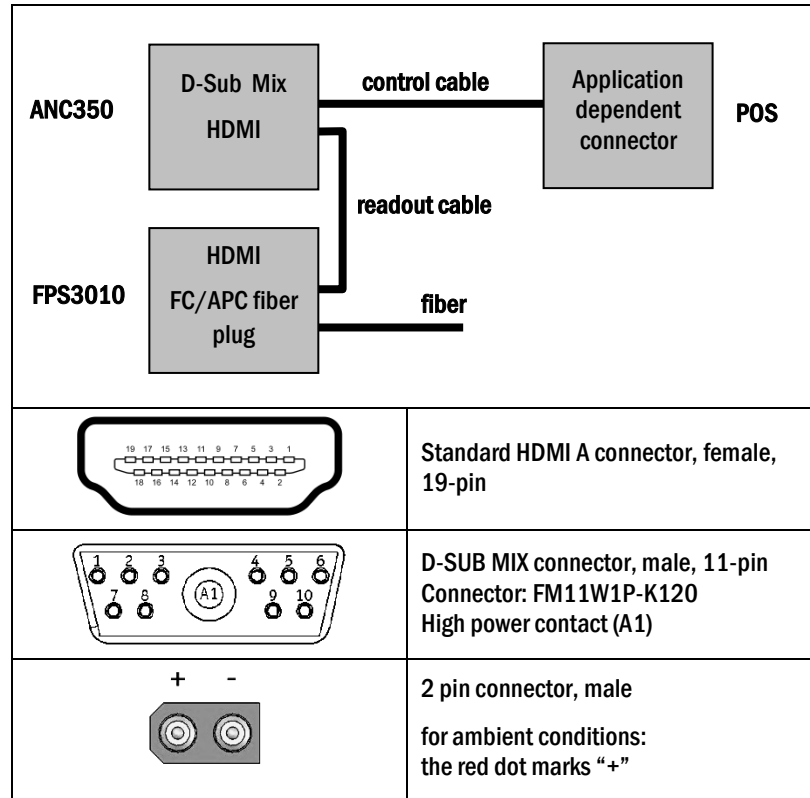 ANC350
D-Sub Mix
HDMI
control cable
Application
dependent
connector
POS
readout cable
FPS3010
HDMI
FC/APC fiber
plug
fiber
19 17 15 13 11 9 7 5 3 1
18 16 14 12 10 8 6 4 2
Standard HDMI A connector, female,
19-pin
1 2 3 4 5 6
7 8 A1 9 10
D-SUB MIX connector, male, 11-pin
Connector: FM11W1P-K120
High power contact (A1)
+ -
2 pin connector, male
for ambient conditions:
the red dot marks “+”